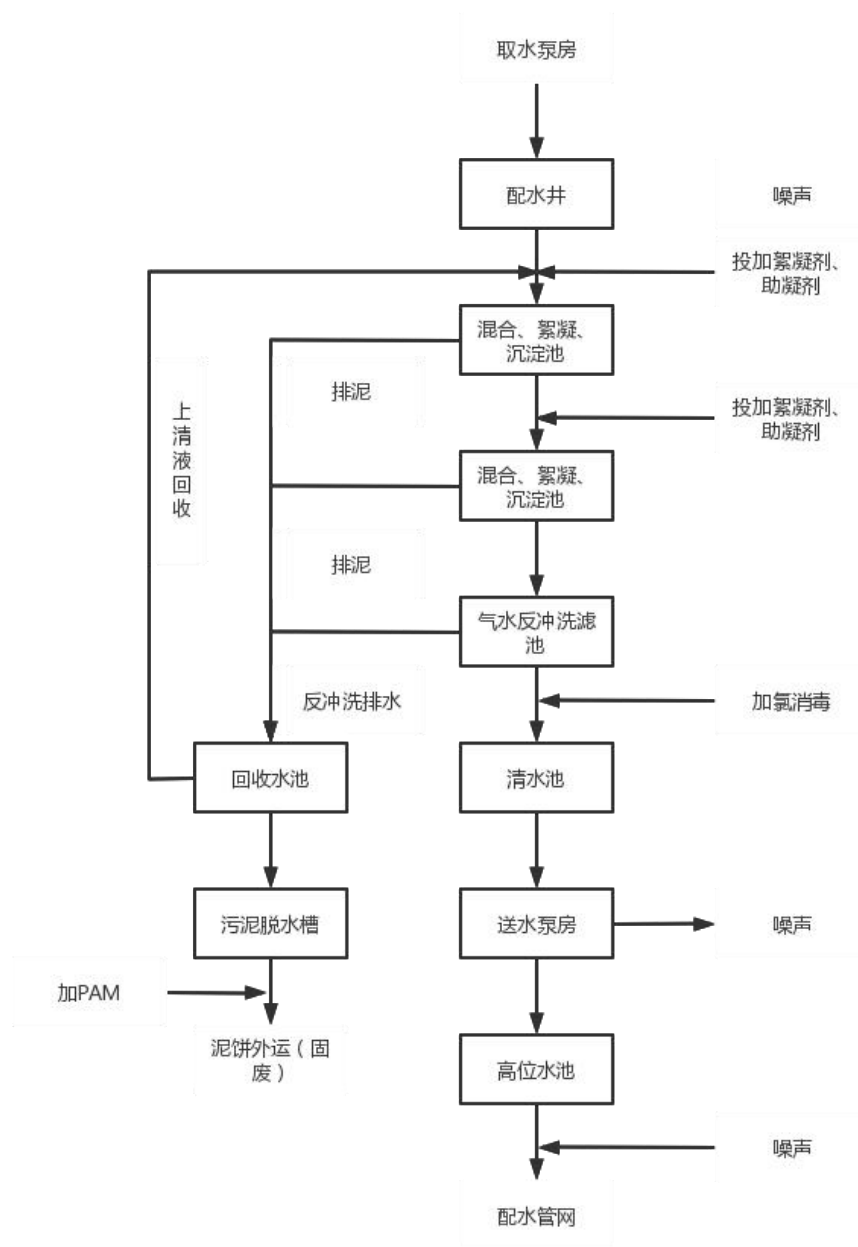 取水泵房
配水井
噪声
投加絮凝剂、
助凝剂
混合、絮凝、
沉淀池
排泥
上
清
液
回
收
投加絮凝剂、
助凝剂
混合、絮凝、
沉淀池
排泥
气水反冲洗滤
池
反冲洗排水
加氯消毒
回收水池
清水池
污泥脱水槽
送水泵房
噪声
加PAM
泥饼外运（固
废）
高位水池
噪声
配水管网